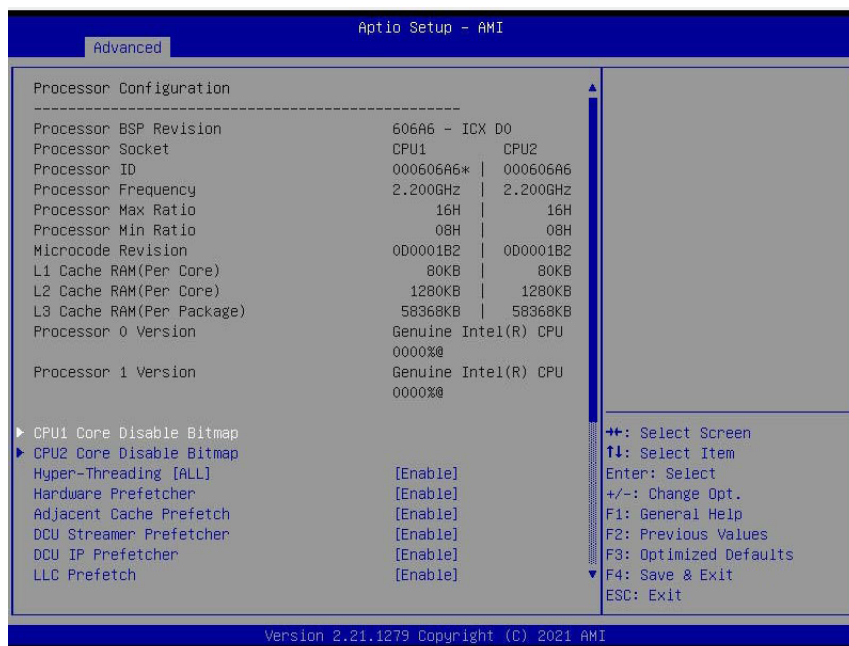 Aptio Setup – AMI
Advanced
Processor Configuration
--------------------------------------------------
Processor BSP Revision 606A6 - ICX D0
Processor Socket CPU1 CPU2
Processor ID 000606A6* | 000606A6
Processor Frequency 2.200GHz | 2.200GHz
Processor Max Ratio 16H | 16H
Processor Min Ratio 08H | 08H
Microcode Revision 0D0001B2 | 0D0001B2
L1 Cache RAM(Per Core) 80KB | 80KB
L2 Cache RAM(Per Core) 1280KB | 1280KB
L3 Cache RAM(Per Package) 58368KB | 58368KB
Processor 0 Version Genuine Intel(R) CPU
0000%@
Processor 1 Version Genuine Intel(R) CPU
0000%@
CPU1 Core Disable Bitmap
CPU2 Core Disable Bitmap
Hyper-Threading [ALL] [Enable]
Hardware Prefetcher [Enable]
Adjacent Cache Prefetch [Enable]
DCU Streamer Prefetcher [Enable]
DCU IP Prefetcher [Enable]
LLC Prefetch [Enable]
→←: Select Screen
↑↓: Select Item
Enter: Select
+/-: Change Opt.
F1: General Help
F2: Previous Values
F3: Optimized Defaults
F4: Save & Exit
ESC: Exit
Version 2.21.1279 Copyright (C) 2021 AMI